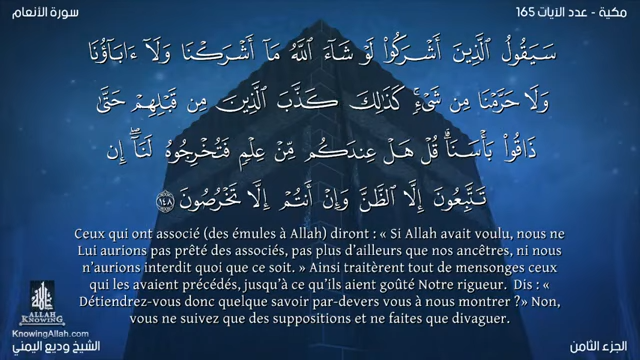 مكية - عدد الآيات 165
سورة الأنعام
سَيَقُولُ ٱلَّذِينَ أَشْرَكُوا۟ لَوْ شَآءَ ٱللَّهُ مَآ أَشْرَكْنَا وَلَآ ءَابَآؤُنَا
وَلَا حَرَّمْنَا مِن شَىْءٍۚ كَذَٰلِكَ كَذَّبَ ٱلَّذِينَ مِن قَبْلِهِمْ حَتَّىٰ
ذَاقُوا۟ بَأْسَنَاۗ قُلْ هَلْ عِندَكُم مِّنْ عِلْمٍ فَتُخْرِجُوهُ لَنَآۖ إِن
تَتَّبِعُونَ إِلَّا ٱلظَّنَّ وَإِنْ أَنتُمْ إِلَّا تَخْرُصُونَ ١٤٨
Ceux qui ont associé (des émules à Allah) diront : « Si Allah avait voulu, nous ne
Lui aurions pas prêté des associés, pas plus d'ailleurs que nos ancêtres, ni nous
n'aurions interdit quoi que ce soit. » Ainsi traitèrent tout de mensonges ceux
qui les avaient précédés, jusqu'à ce qu'ils aient goûté Notre rigueur. Dis : «
Détiendrez-vous donc quelque savoir par-devers vous à nous montrer ?» Non,
vous ne suivez que des suppositions et ne faites que divaguer.
ALLAH
KNOWING
KnowingAllah.com
الشيخ وديع اليمني
الجزء الثامن